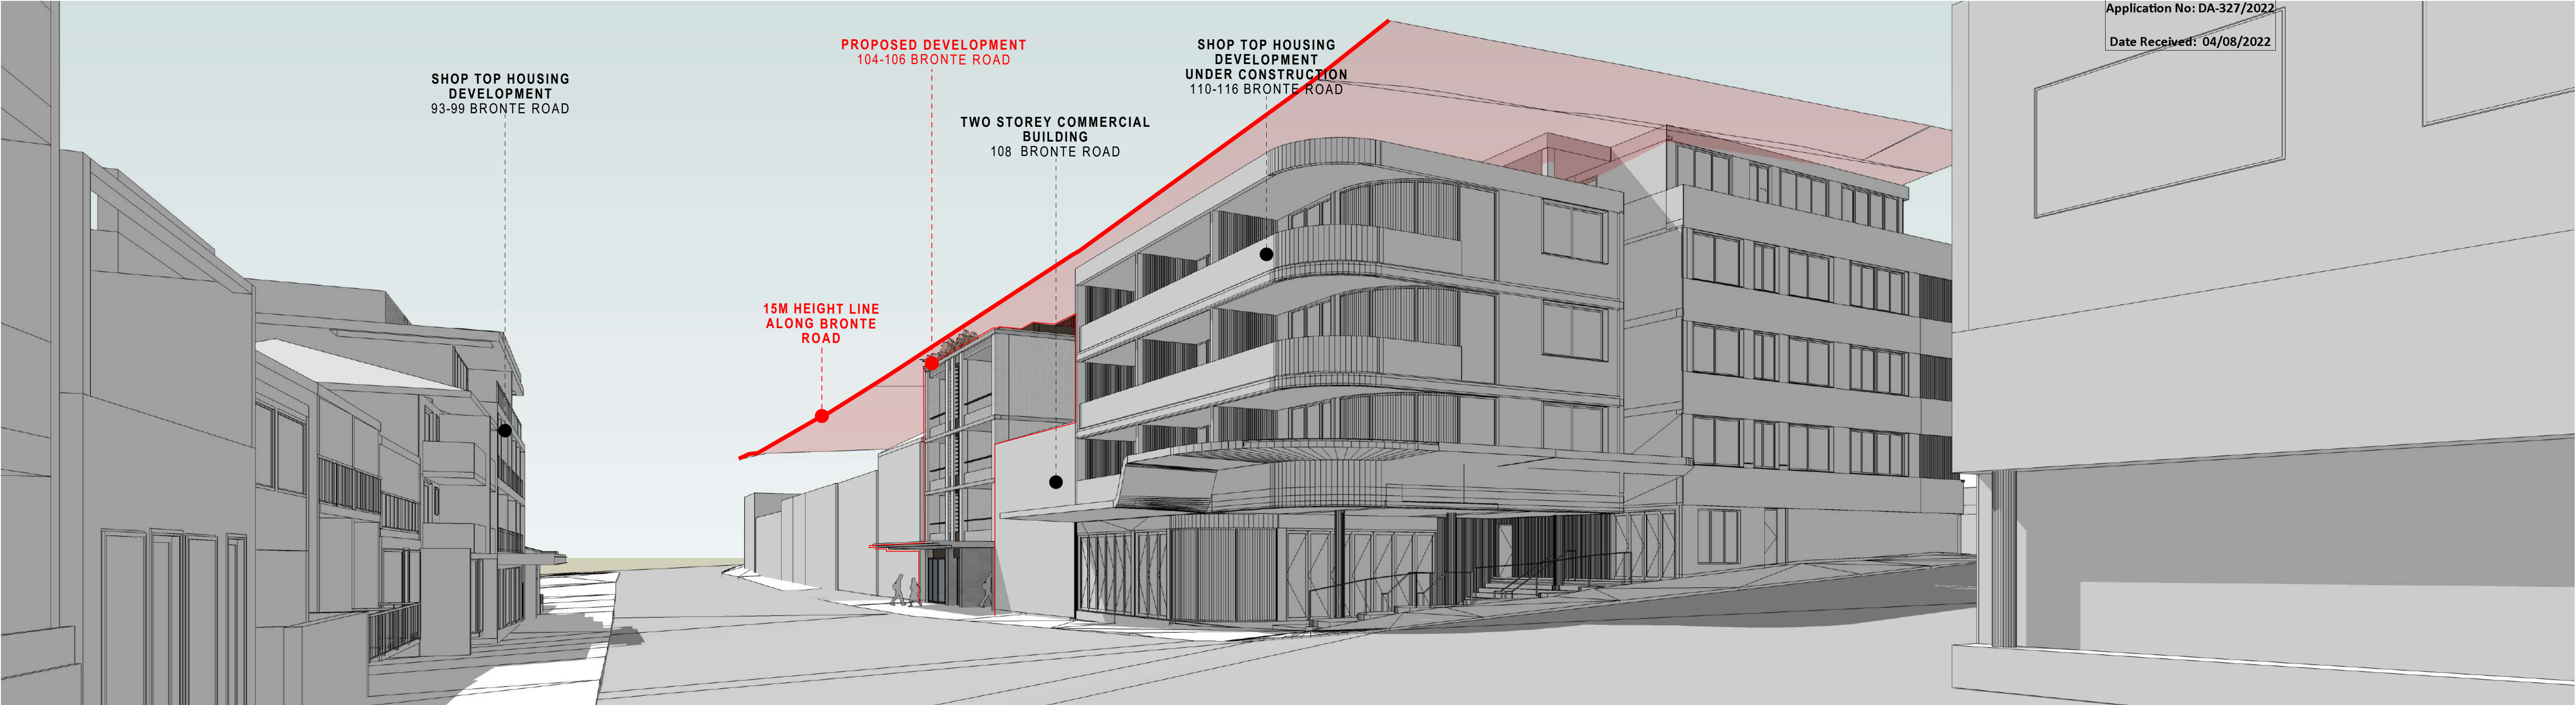 Application No: DA-327/2022
Date Received: 04/08/2022
SHOP TOP HOUSING
DEVELOPMENT
93-99 BRONTE ROAD
PROPOSED DEVELOPMENT
104-106 BRONTE ROAD
SHOP TOP HOUSING
DEVELOPMENT
UNDER CONSTRUCTION
110-116 BRONTE ROAD
TWO STOREY COMMERCIAL
BUILDING
108 BRONTE ROAD
15M HEIGHT LINE
ALONG BRONTE
ROAD